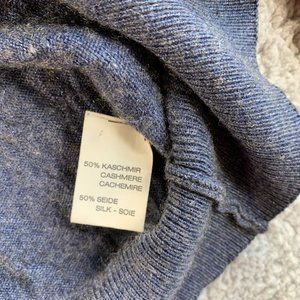 50% KASCHMIR
CASHMERE
CACHEMIRE
50% SEIDE
SILK - SOIE